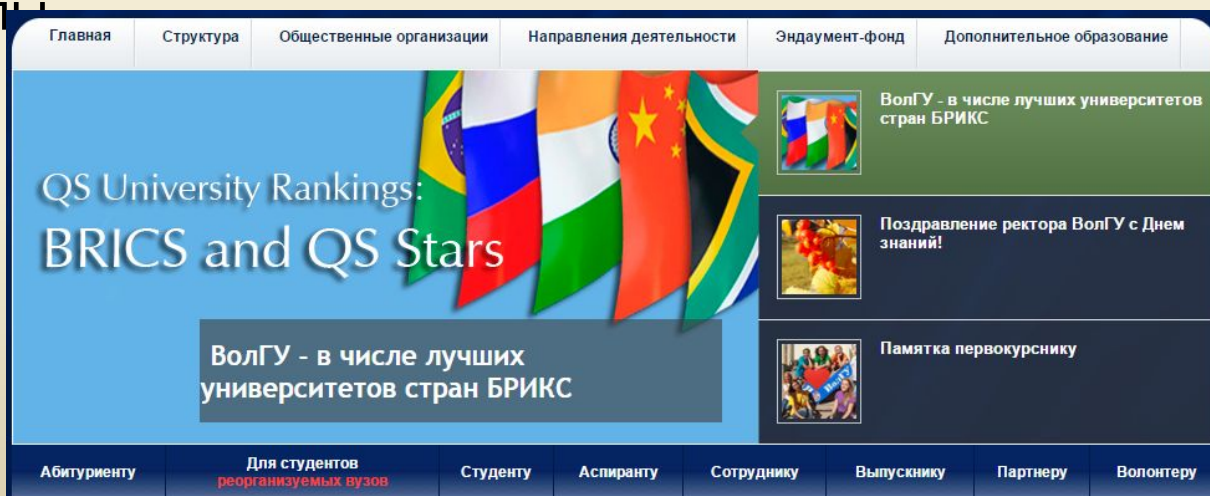 Главная Структура Общественные организации Направления деятельности Эндаумент-фонд Дополнительное образование
QS University Rankings:
BRICS and QS Stars
ВолГУ - в числе лучших
университетов стран БРИКС
ВолГУ - в числе лучших университетов
стран БРИКС
Поздравление ректора ВолГУ с Днем
знаний!
Памятка первокурснику
ВолГУ
Абитуриенту Для студентов Студенту Аспиранту Сотруднику Выпускнику Партнеру Волонтеру
реорганизуемых вузов